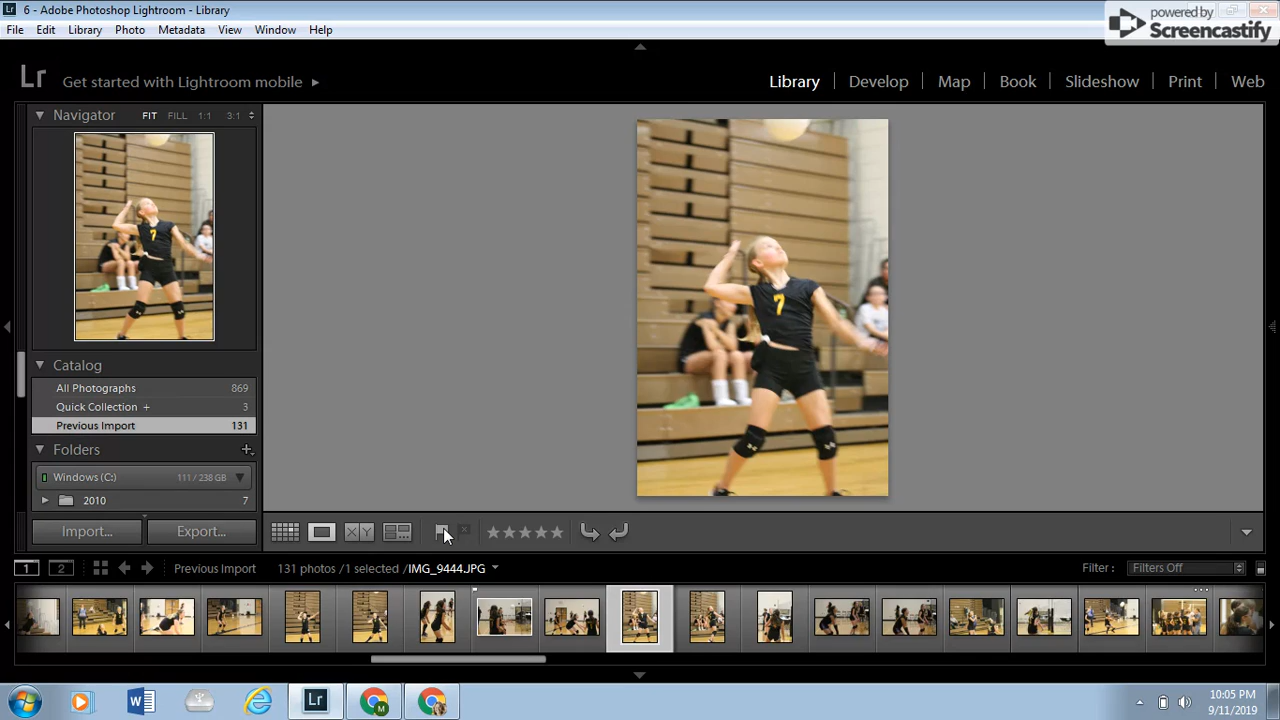 6 - Adobe Photoshop Lightroom - Library
powered by
Screencastify
File Edit Library Photo Metadata View Window Help
Lr Get started with Lightroom mobile
Library Develop Map Book Slideshow Print Web
Navigator FIT FILL 1:1 3:1
7
7
Catalog
All Photographs 869
Quick Collection + 3
Previous Import 131
Folders +
Windows (C:) 111 / 238 GB
2010 7
Import... Export... X Y
1 2 Previous Import 131 photos /1 selected /IMG_9444.JPG Filter : Filters Off
Lr
10:05 PM
9/11/2019